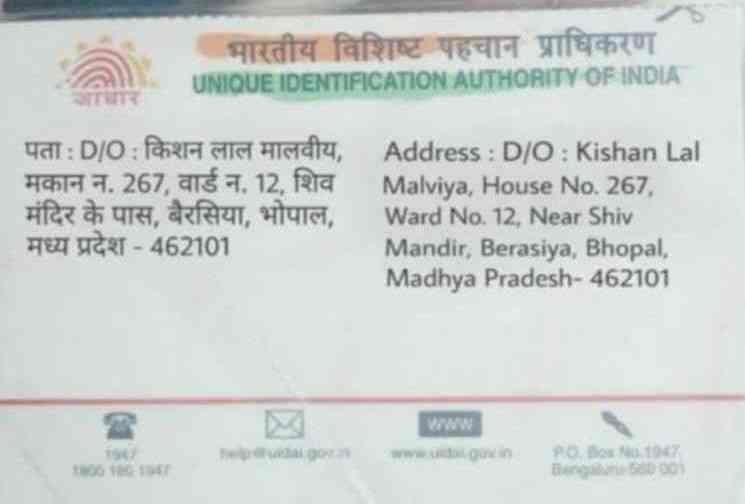 भारतीय विशिष्ट पहचान प्राधिकरण
UNIQUE IDENTIFICATION AUTHORITY OF INDIA
आधार
पता : D/O : किशन लाल मालवीय,
मकान न. 267, वार्ड न. 12, शिव
मंदिर के पास, बैरसिया, भोपाल,
मध्य प्रदेश - 462101
Address : D/O : Kishan Lal
Malviya, House No. 267,
Ward No. 12, Near Shiv
Mandir, Berasiya, Bhopal,
Madhya Pradesh- 462101
1947
1800 180 1947
help@uidai.gov.in
WWW
www.uidai.gov.in
P.O. Box No.1947,
Bengaluru-560 001